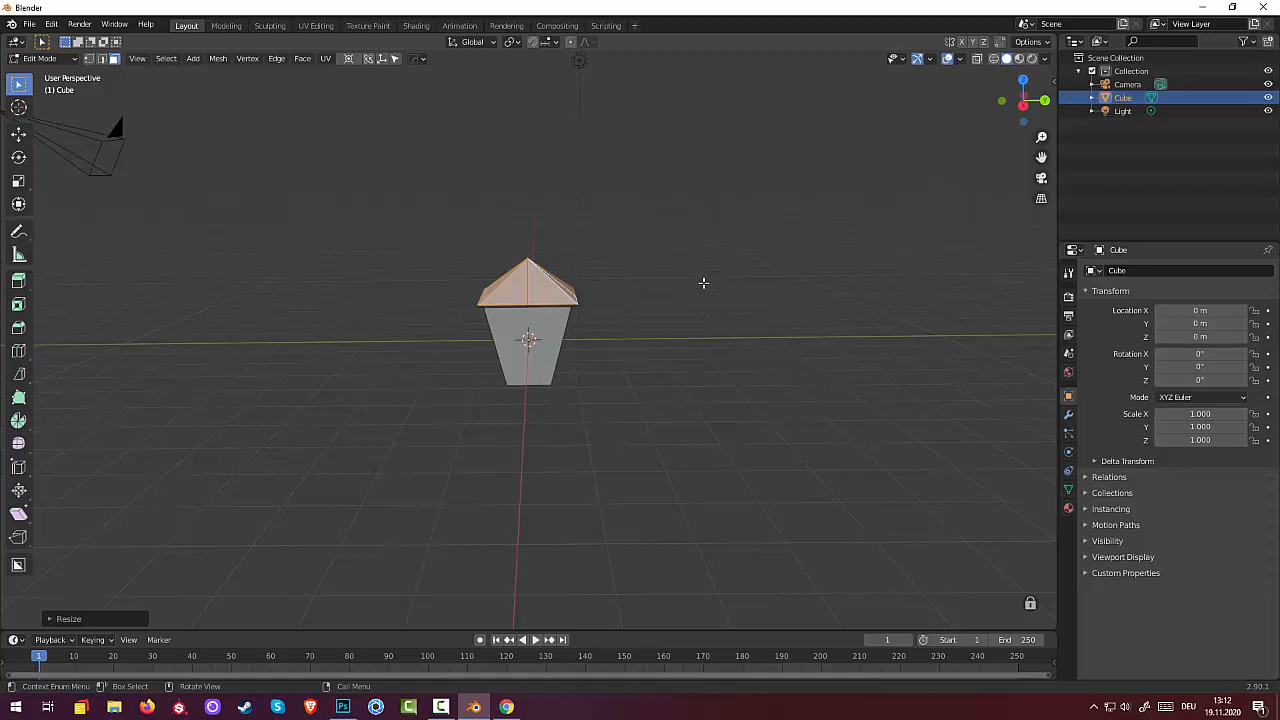 Blender
File Edit Render Window Help
Layout Modeling Sculpting UV Editing Texture Paint Shading Animation Rendering Compositing Scripting +
Scene
View Layer
Edit Mode
View Select Add Mesh Vertex Edge Face UV
Global
X Y Z
Options
User Perspective
(1) Cube
Z
Y
Scene Collection
Collection
Camera
Cube
Light
Cube
Cube
Transform
Location X 0 m
Y 0 m
Z 0 m
Rotation X 0°
Y 0°
Z 0°
Mode XYZ Euler
Scale X 1.000
Y 1.000
Z 1.000
Delta Transform
Relations
Collections
Instancing
Motion Paths
Visibility
Viewport Display
Custom Properties
Resize
Playback Keying View Marker
1
Start 1
End 250
1 10 20 30 40 50 60 70 80 90 100 110 120 130 140 150 160 170 180 190 200 210 220 230 240 250
Context Enum Menu
Box Select
Rotate View
Call Menu
2.90.1
Ps
DEU
13:12
19.11.2020